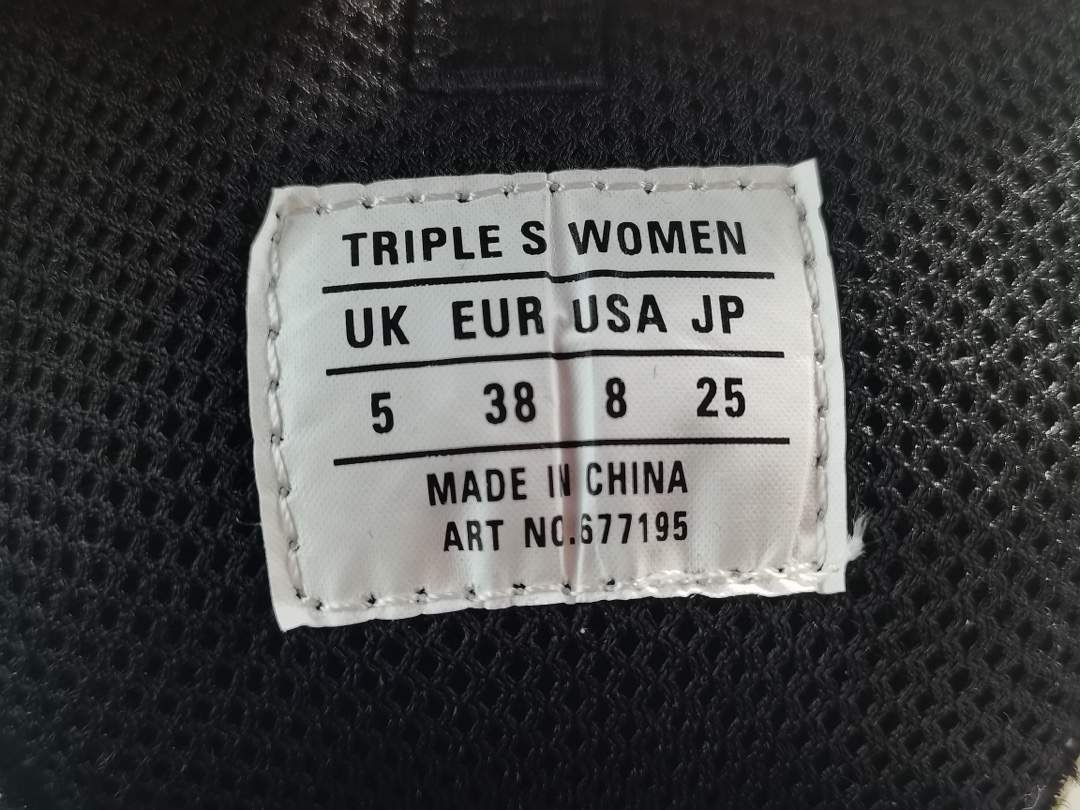 TRIPLE S WOMEN
UK EUR USA JP
5 38 8 25
MADE IN CHINA
ART NO.677195